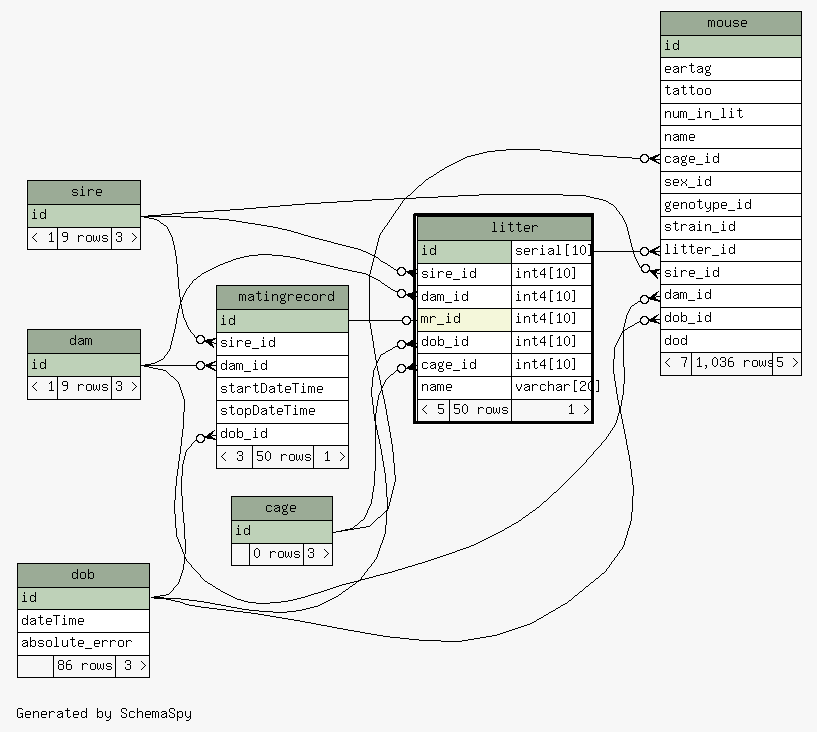 mouse
id
eartag
tattoo
num_in_lit
name
cage_id
sex_id
genotype_id
strain_id
litter_id
sire_id
dam_id
dob_id
dod
< 7 1,036 rows 5 >
sire
id
< 1 9 rows 3 >
litter
id serial[10]
sire_id int4[10]
dam_id int4[10]
mr_id int4[10]
dob_id int4[10]
cage_id int4[10]
name varchar[20]
< 5 50 rows 1 >
matingrecord
id
sire_id
dam_id
startDateTime
stopDateTime
dob_id
< 3 50 rows 1 >
dam
id
< 1 9 rows 3 >
cage
id
0 rows 3 >
dob
id
dateTime
absolute_error
86 rows 3 >
Generated by SchemaSpy